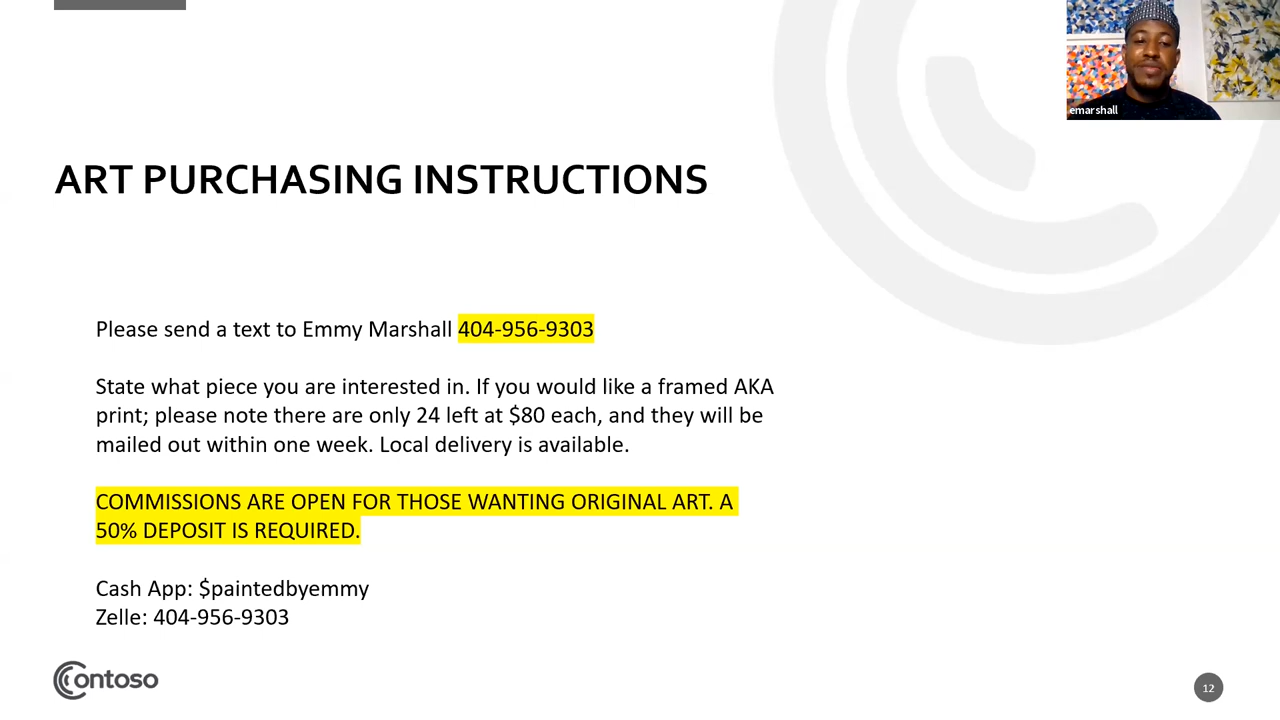 emarshall
ART PURCHASING INSTRUCTIONS
Please send a text to Emmy Marshall 404-956-9303
State what piece you are interested in. If you would like a framed AKA
print; please note there are only 24 left at $80 each, and they will be
mailed out within one week. Local delivery is available.
COMMISSIONS ARE OPEN FOR THOSE WANTING ORIGINAL ART. A
50% DEPOSIT IS REQUIRED.
Cash App: $paintedbyemmy
Zelle: 404-956-9303
Contoso
12